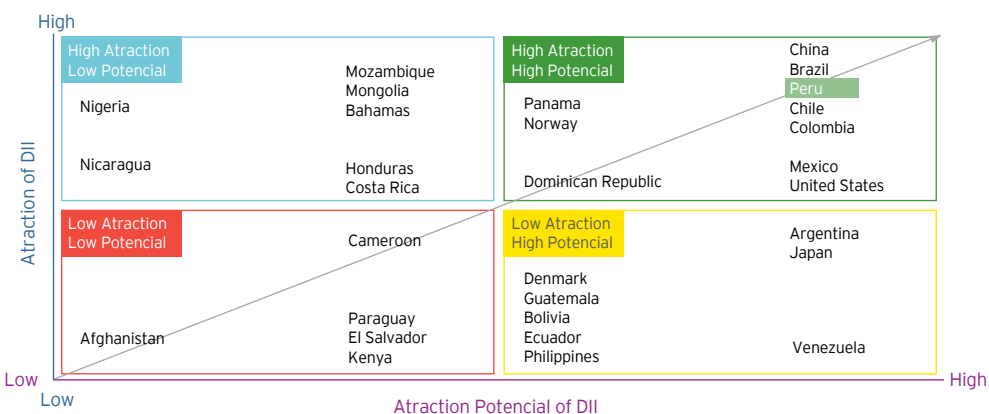 High
High Atraction
Low Potencial
Nigeria
Nicaragua
Mozambique
Mongolia
Bahamas
Honduras
Costa Rica
High Attraction
High Potencial
Panama
Norway
Dominican Republic
China
Brazil
Peru
Chile
Colombia
Mexico
United States
Atraction of DII
Low Atraction
Low Potencial
Afghanistan
Cameroon
Paraguay
El Salvador
Kenya
Low Atraction
High Potencial
Denmark
Guatemala
Bolivia
Ecuador
Philippines
Argentina
Japan
Venezuela
Low
Low
High
Atraction Potencial of DII